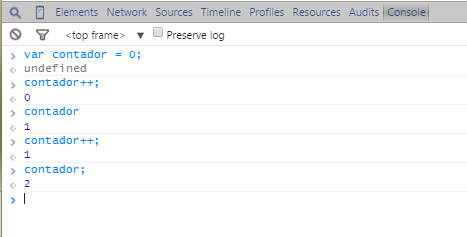 Elements Network Sources Timeline Profiles Resources Audits Console
<top frame> ▼ Preserve log
> var contador = 0;
< undefined
> contador++;
< 0
> contador
< 1
> contador++;
< 1
> contador;
< 2
>